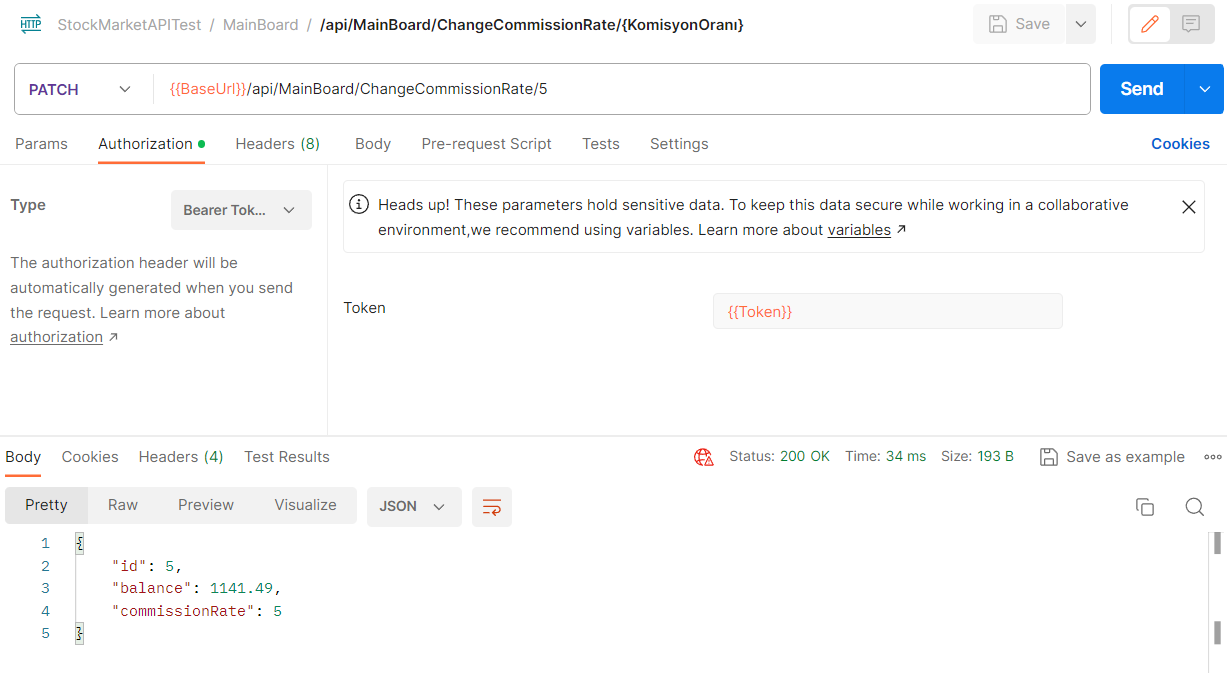 HTTP StockMarketAPITest / MainBoard / /api/MainBoard/ChangeCommissionRate/{KomisyonOranı} Save
PATCH {{BaseUrl}}/api/MainBoard/ChangeCommissionRate/5 Send
Params Authorization Headers (8) Body Pre-request Script Tests Settings Cookies
Type Bearer Tok...
The authorization header will be
automatically generated when you send
the request. Learn more about
authorization ↗
Heads up! These parameters hold sensitive data. To keep this data secure while working in a collaborative
environment,we recommend using variables. Learn more about variables ↗
Token {{Token}}
Body Cookies Headers (4) Test Results Status: 200 OK Time: 34 ms Size: 193 B Save as example
Pretty Raw Preview Visualize JSON
1 {
2 "id": 5,
3 "balance": 1141.49,
4 "commissionRate": 5
5 }